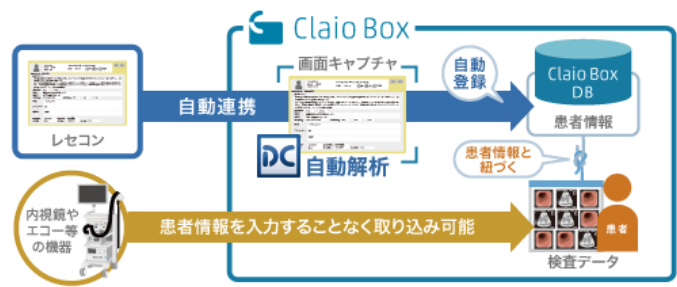 Claio Box
画面キャプチャ
自動
登録
Claio Box
DB
患者情報
自動連携
レセコン
DC
自動解析
患者情報と
紐づく
内視鏡や
エコー等
の機器
患者情報を入力することなく取り込み可能
患者
検査データ